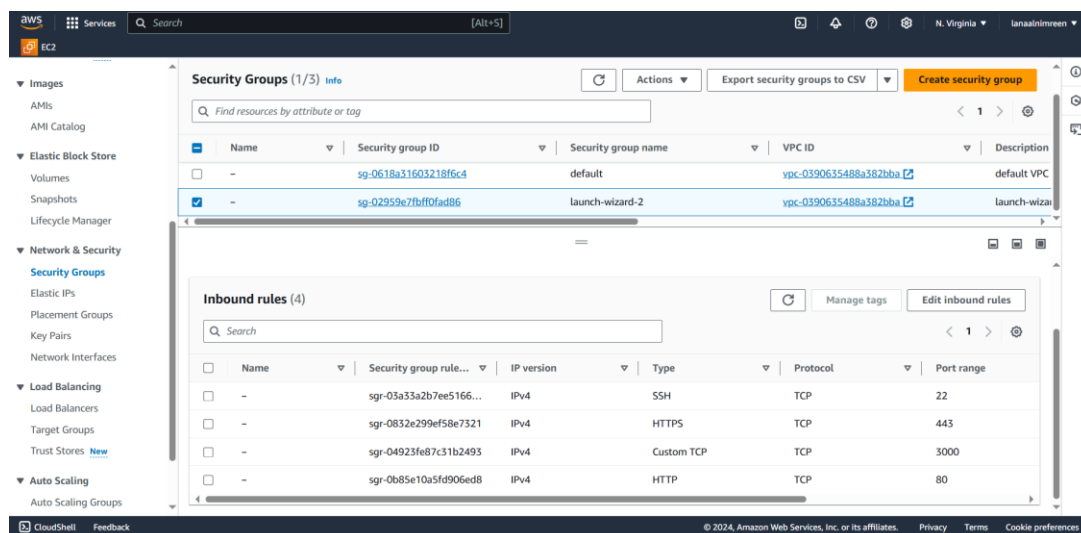 aws Services Search [Alt+S] N. Virginia lanaalnimreen
EC2
Images
AMIs
AMI Catalog
Elastic Block Store
Volumes
Snapshots
Lifecycle Manager
Network & Security
Security Groups
Elastic IPs
Placement Groups
Key Pairs
Network Interfaces
Load Balancing
Load Balancers
Target Groups
Trust Stores New
Auto Scaling
Auto Scaling Groups
Security Groups (1/3) Info
Actions Export security groups to CSV Create security group
Find resources by attribute or tag
1
Name Security group ID Security group name VPC ID Description
– sg-0618a31603218f6c4 default vpc-0390635488a382bba default VPC
– sg-02959e7fbff0fad86 launch-wizard-2 vpc-0390635488a382bba launch-wiza
Inbound rules (4)
Manage tags Edit inbound rules
Search
1
Name Security group rule... IP version Type Protocol Port range
– sgr-03a33a2b7ee5166... IPv4 SSH TCP 22
– sgr-0832e299ef58e7321 IPv4 HTTPS TCP 443
– sgr-04923fe87c31b2493 IPv4 Custom TCP TCP 3000
– sgr-0b85e10a5fd906ed8 IPv4 HTTP TCP 80
CloudShell Feedback © 2024, Amazon Web Services, Inc. or its affiliates. Privacy Terms Cookie preferences